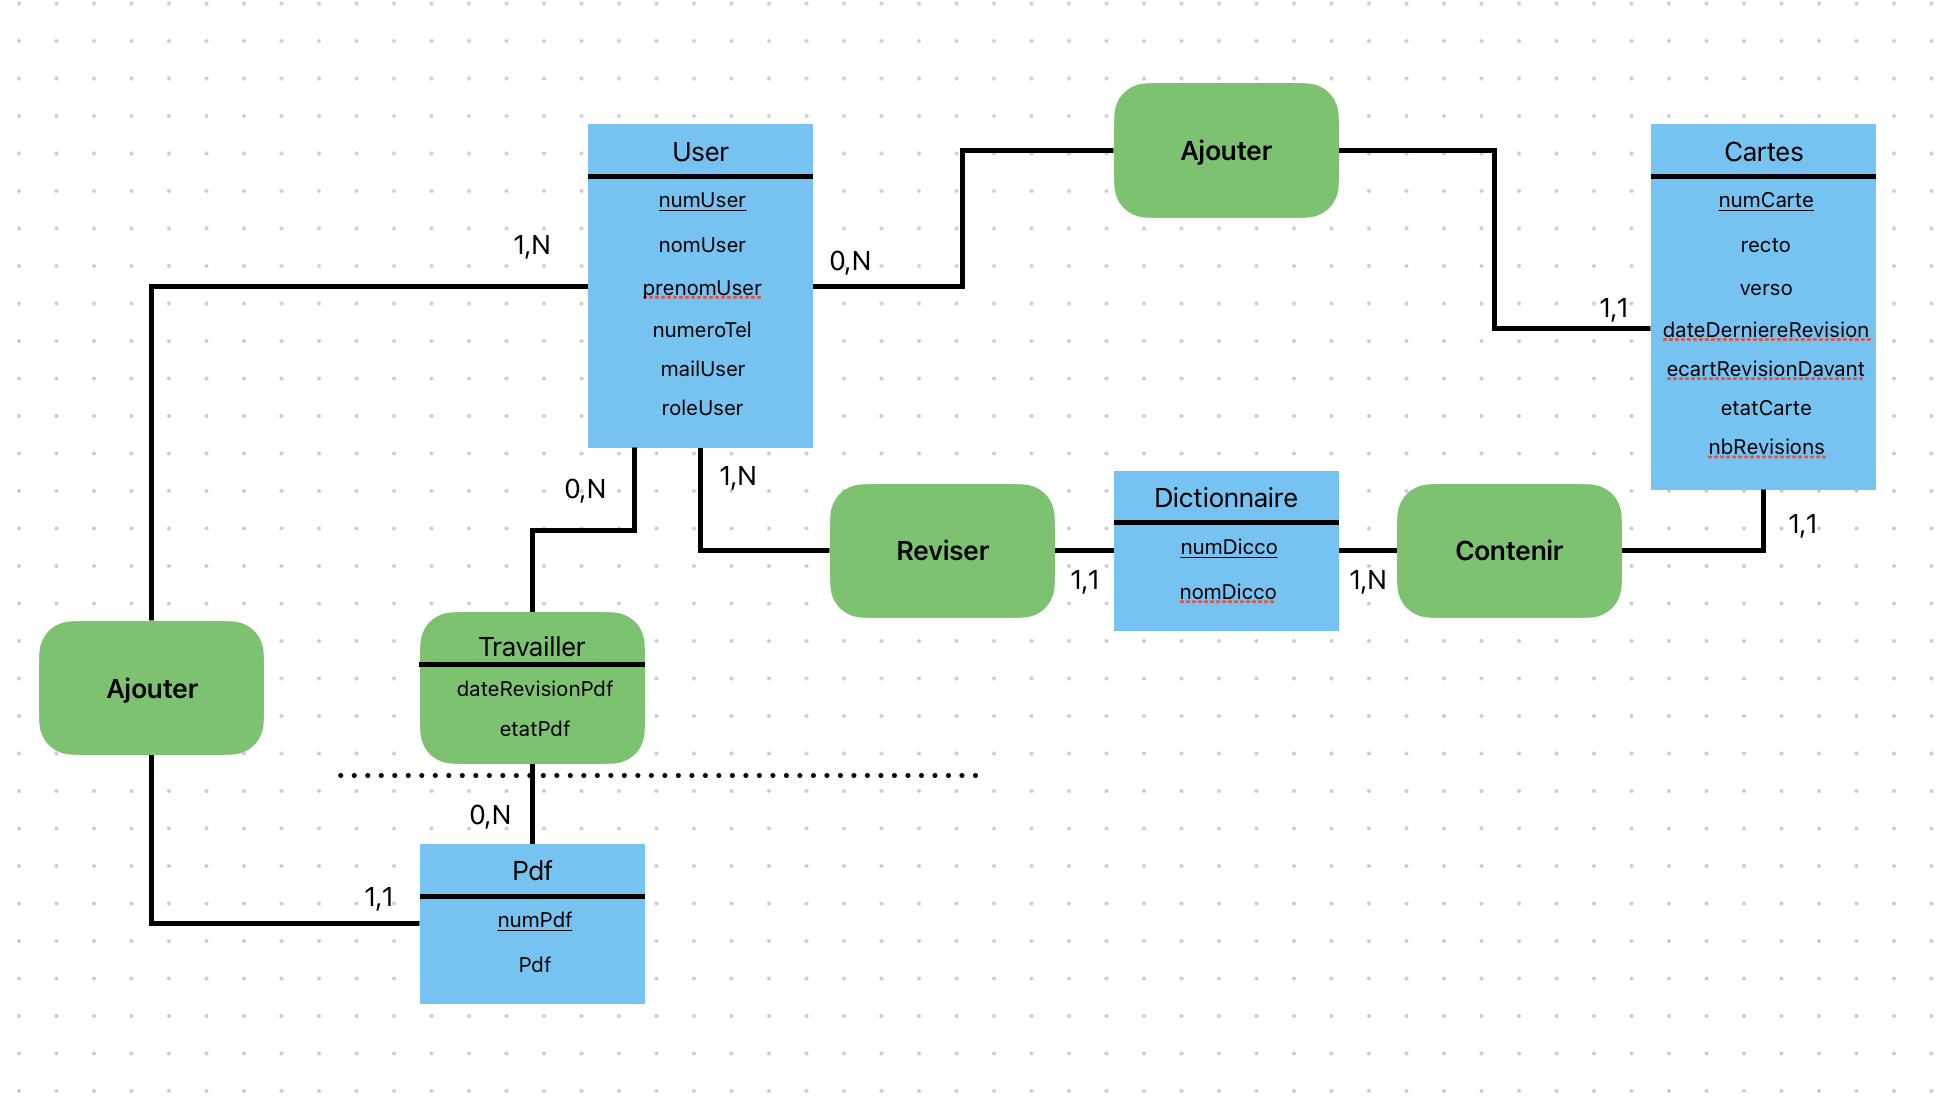 Ajouter
User
numUser
nomUser
prenomUser
numeroTel
mailUser
roleUser
Cartes
numCarte
recto
verso
dateDerniereRevision
ecartRevisionDavant
etatCarte
nbRevisions
1,N
0,N
1,1
0,N
1,N
Reviser
1,1
Dictionnaire
numDicco
nomDicco
1,N
Contenir
1,1
Ajouter
Travailler
dateRevisionPdf
etatPdf
0,N
1,1
Pdf
numPdf
Pdf